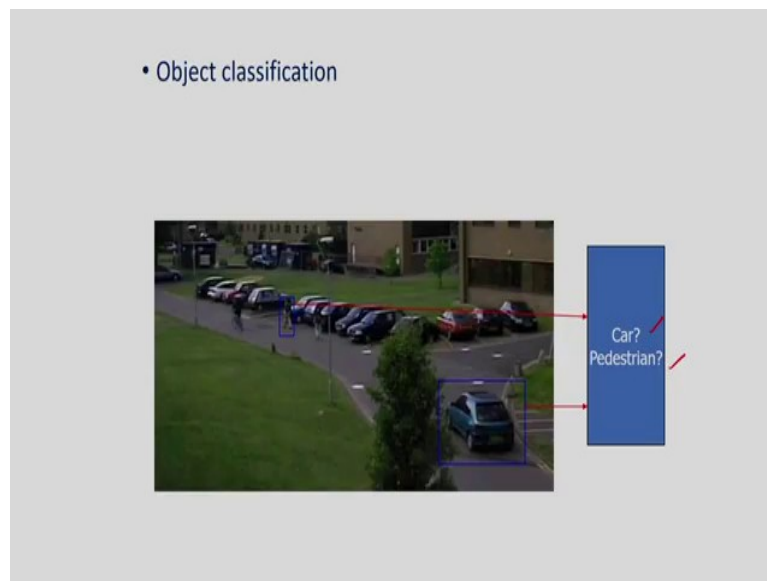 • Object classification
Car?
Pedestrian?